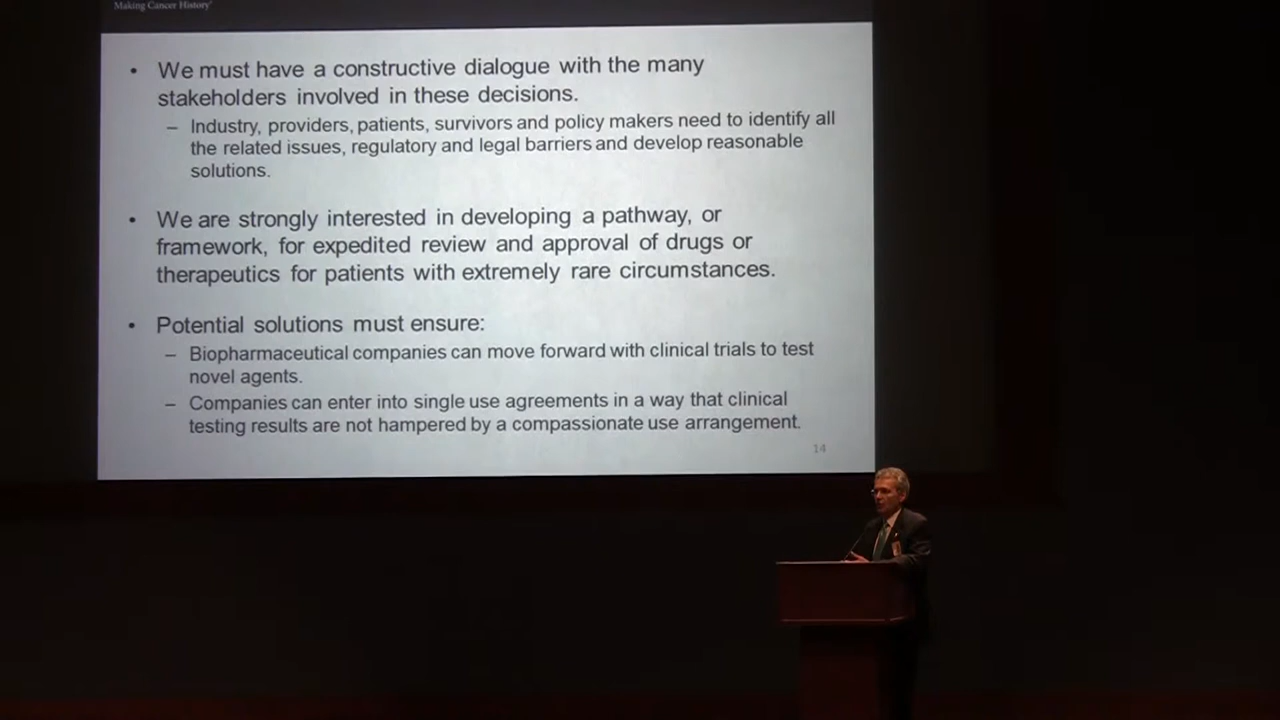 Making Cancer History®
• We must have a constructive dialogue with the many
stakeholders involved in these decisions.
– Industry, providers, patients, survivors and policy makers need to identify all
the related issues, regulatory and legal barriers and develop reasonable
solutions.
• We are strongly interested in developing a pathway, or
framework, for expedited review and approval of drugs or
therapeutics for patients with extremely rare circumstances.
• Potential solutions must ensure:
– Biopharmaceutical companies can move forward with clinical trials to test
novel agents.
– Companies can enter into single use agreements in a way that clinical
testing results are not hampered by a compassionate use arrangement.
14